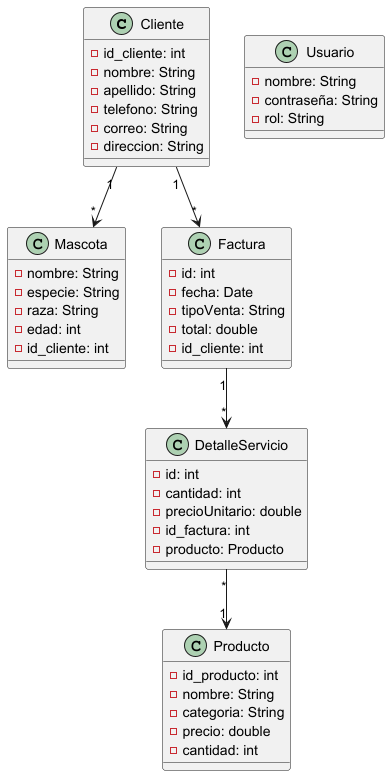 C Cliente
id_cliente: int
nombre: String
apellido: String
telefono: String
correo: String
direccion: String
C Usuario
nombre: String
contraseña: String
rol: String
1
1
*
*
C Mascota
nombre: String
especie: String
raza: String
edad: int
id_cliente: int
C Factura
id: int
fecha: Date
tipoVenta: String
total: double
id_cliente: int
1
*
C DetalleServicio
id: int
cantidad: int
precioUnitario: double
id_factura: int
producto: Producto
*
1
C Producto
id_producto: int
nombre: String
categoria: String
precio: double
cantidad: int